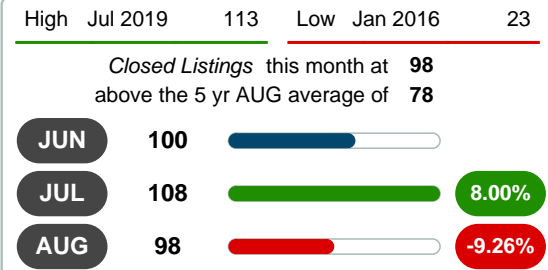 High Jul 2019 113 Low Jan 2016 23
Closed Listings this month at 98
above the 5 yr AUG average of 78
JUN 100
JUL 108 8.00%
AUG 98 -9.26%